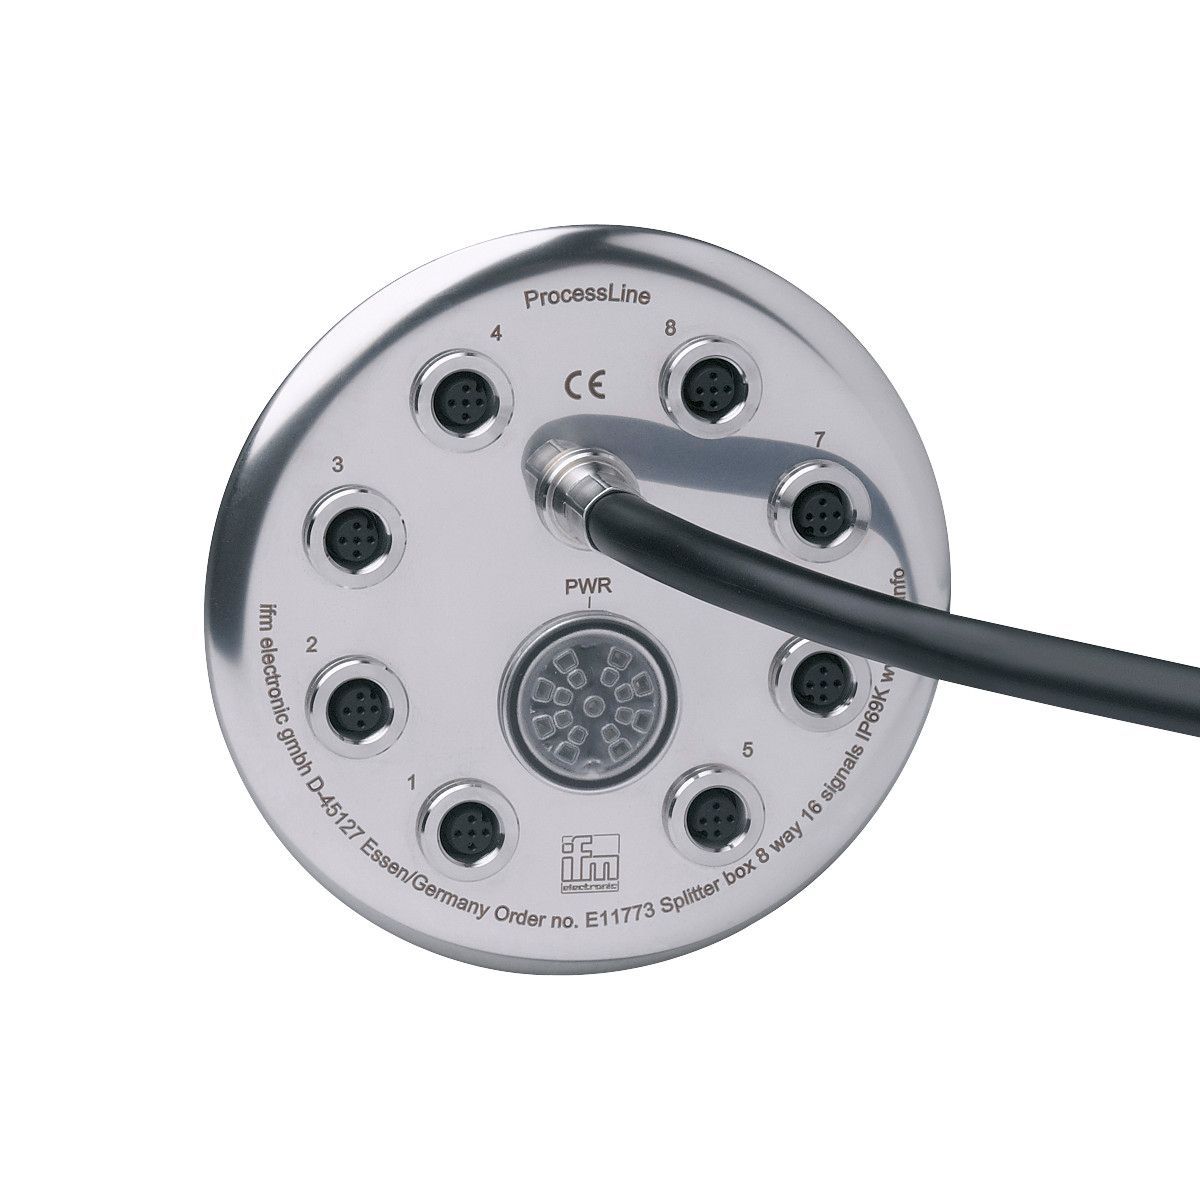 ProcessLine
4
8
CE
3
7
PWR
2
1
5
ifm
electronic
ifm electronic gmbh D-45127 Essen/Germany Order no. E11773 Splitter box 8 way 16 signals IP69K